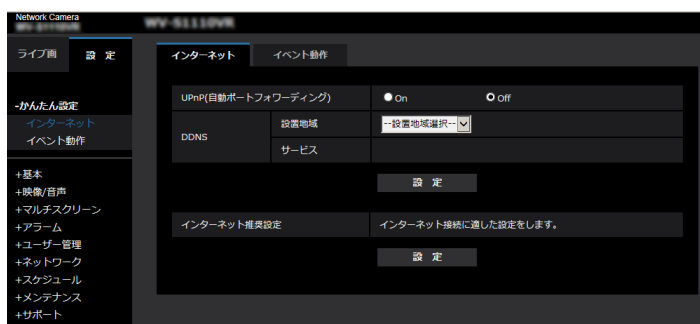 Network Camera
WV-S1110VR
ライブ画 設 定
インターネット イベント動作
UPnP(自動ポートフォワーディング) On Off
-かんたん設定
インターネット
イベント動作
DDNS
設置地域 --設置地域選択--
サービス
設 定
+基本
+映像/音声
+マルチスクリーン
+アラーム
+ユーザー管理
+ネットワーク
+スケジュール
+メンテナンス
+サポート
インターネット推奨設定 インターネット接続に適した設定をします。
設 定